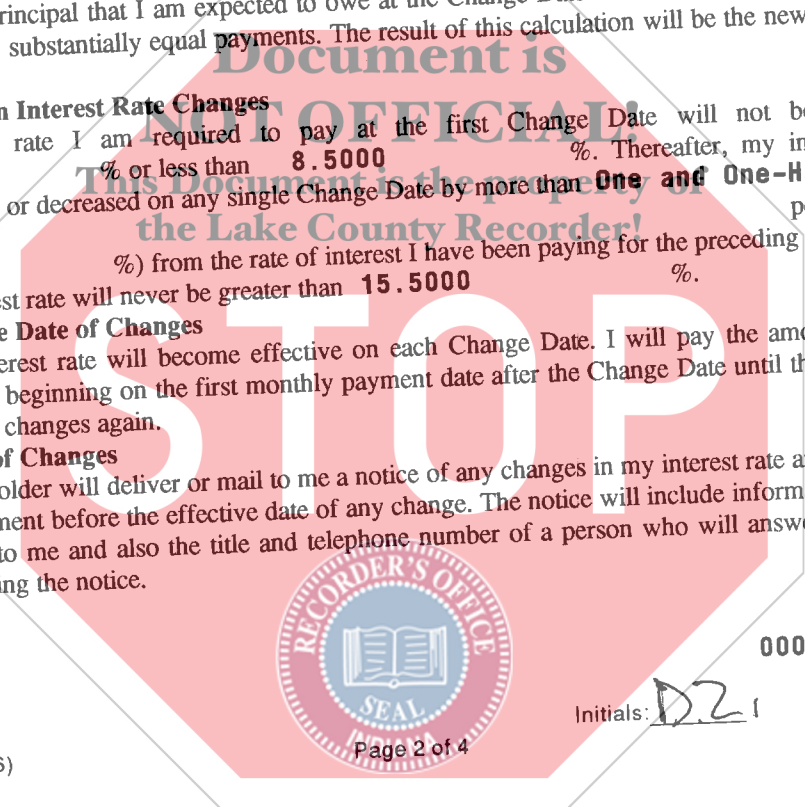 rincipal that I am expected to owe at the Change Da
substantially equal payments. The result of this calculation will be the new
Document is
n Interest Rate Changes
NOT OFFICIAL!
rate I am required to pay at the first Change Date will not be
% or less than 8.5000 %. Thereafter, my in
This Document is the property of
or decreased on any single Change Date by more than One and One-H
the Lake County Recorder!
p
%) from the rate of interest I have been paying for the preceding
est rate will never be greater than 15.5000 %.
STOP
e Date of Changes
erest rate will become effective on each Change Date. I will pay the amo
beginning on the first monthly payment date after the Change Date until th
changes again.
of Changes
older will deliver or mail to me a notice of any changes in my interest rate a
ment before the effective date of any change. The notice will include inform
to me and also the title and telephone number of a person who will answe
ng the notice.
RECORDER'S OFFICE
SEAL
INDIANA
000
Initials: D.Z.
Page 2 of 4
6)